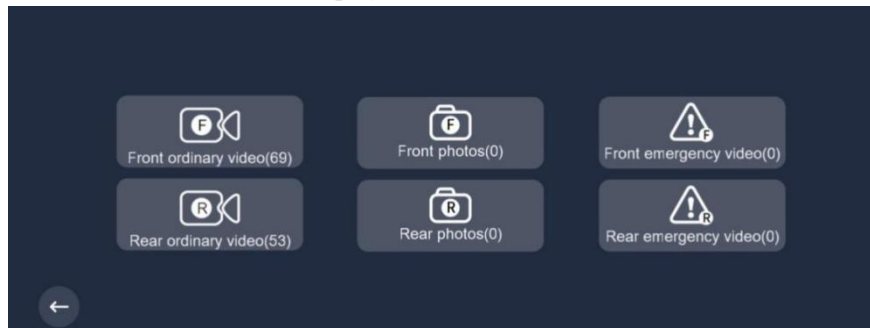 F
F
F
Front ordinary video(69)
Front photos(0)
Front emergency video(0)
R
R
R
Rear ordinary video(53)
Rear photos(0)
Rear emergency video(0)